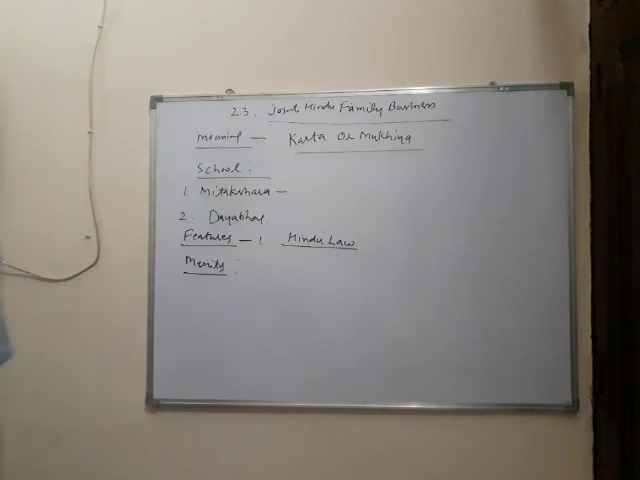 23. Joint Hindu Family Business
Meaning — Karta or Mukhiya
School:
1. Mitakshara —
2. Dayabhag.
Features — 1. Hindu Law
Merits: